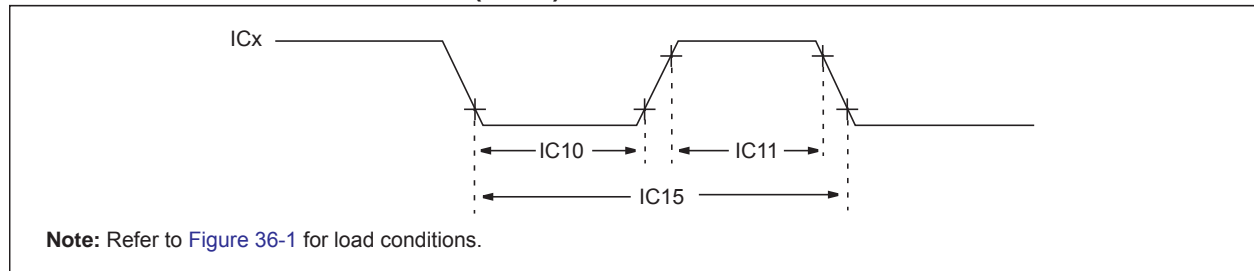 ICx
IC10
IC11
IC15
Note: Refer to Figure 36-1 for load conditions.